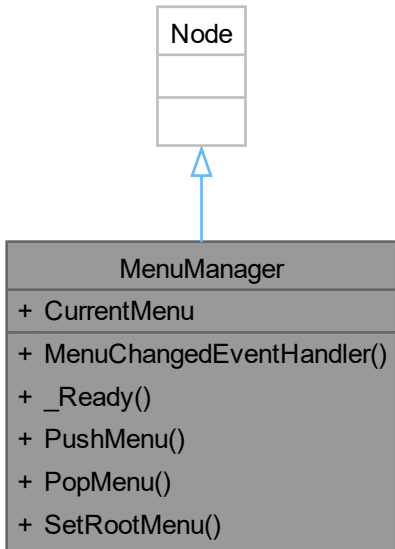 Node
MenuManager
+ CurrentMenu
+ MenuChangedEventHandler()
+ _Ready()
+ PushMenu()
+ PopMenu()
+ SetRootMenu()